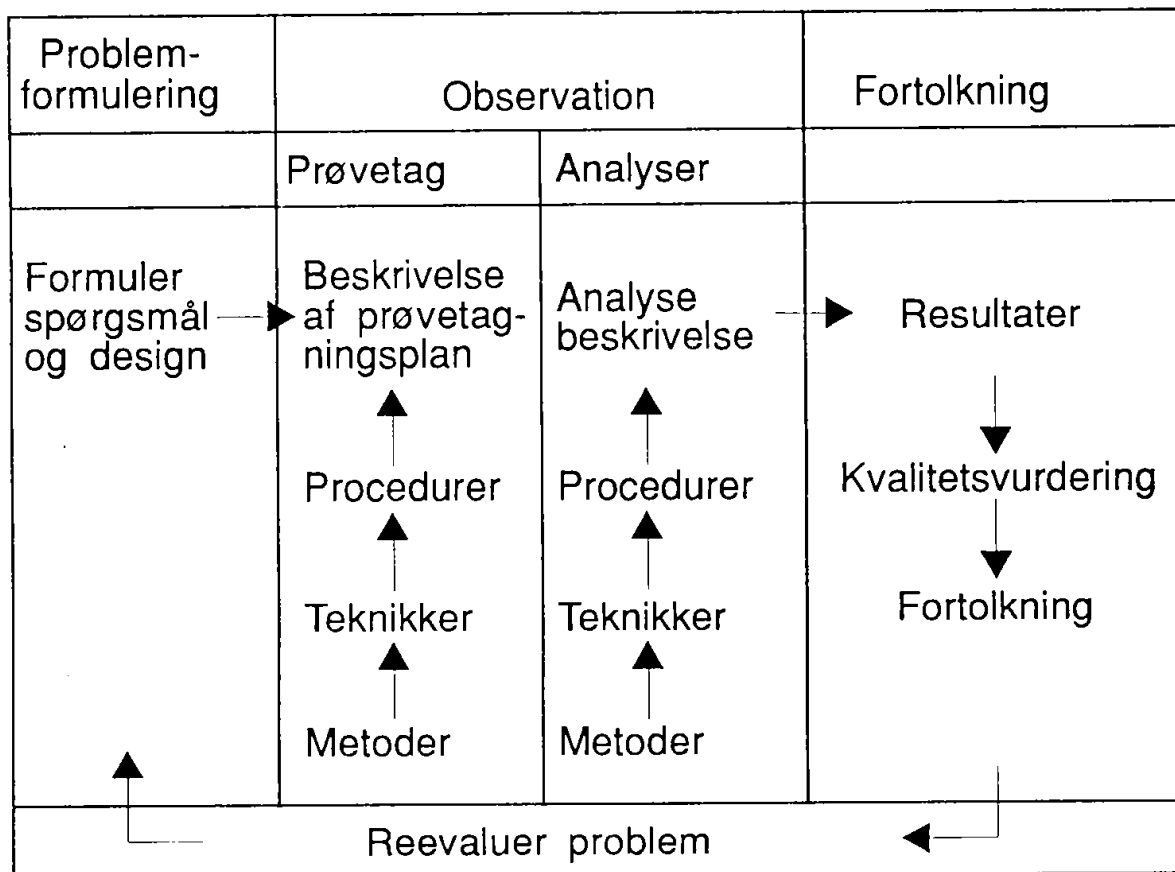 Problem-
formulering
Observation
Fortolkning
Prøvetag
Analyser
Formuler
spørgsmål
og design
Beskrivelse
af prøvetag-
ningsplan
Procedurer
Teknikker
Metoder
Analyse
beskrivelse
Procedurer
Teknikker
Metoder
Resultater
Kvalitetsvurdering
Fortolkning
Reevaluer problem